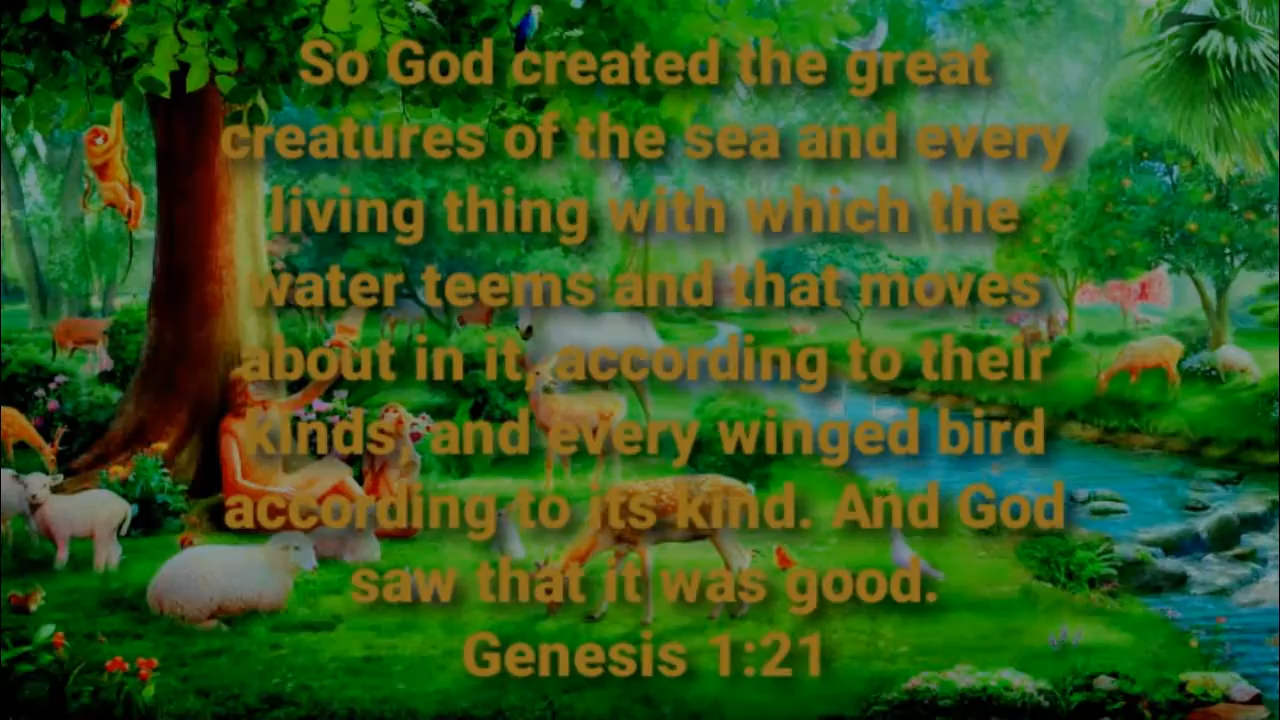 So God created the great
creatures of the sea and every
living thing with which the
water teems and that moves
about in it, according to their
kinds, and every winged bird
according to its kind. And God
saw that it was good.
Genesis 1:21